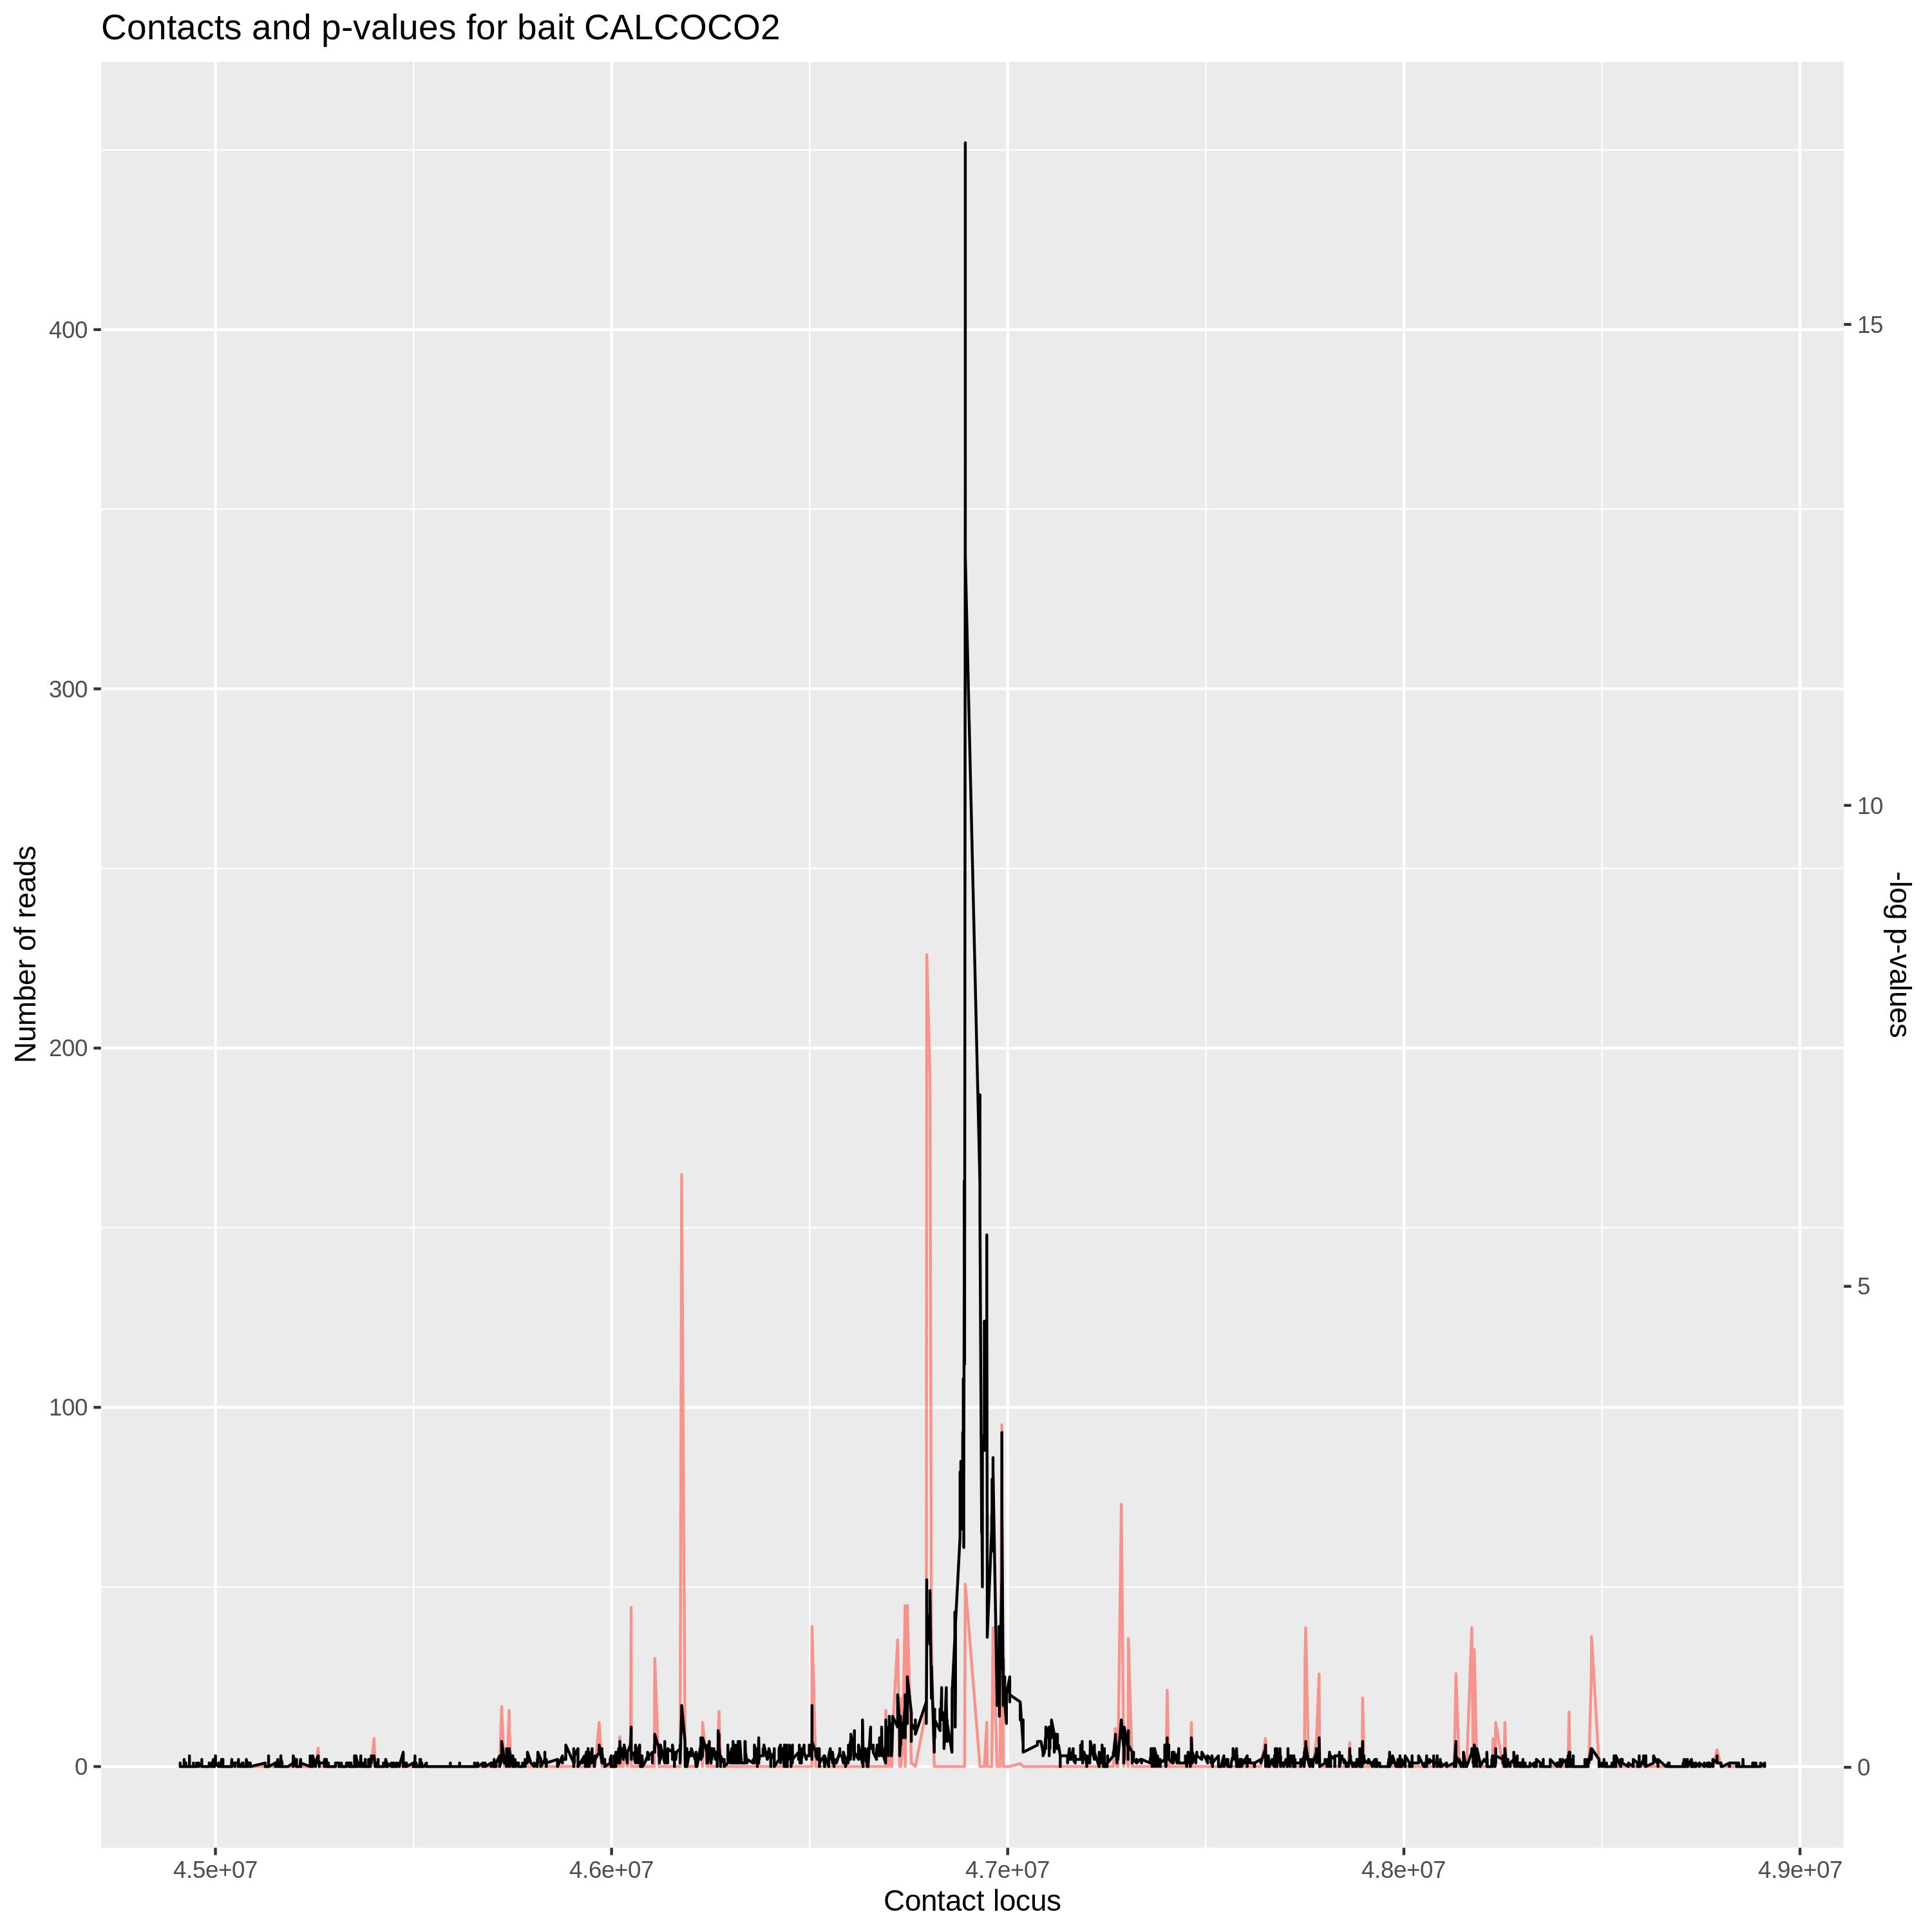 Contacts and p-values for bait CALCOCO2
Number of reads
400
300
200
100
0
15
10
5
0
-log p-values
4.5e+07
4.6e+07
4.7e+07
4.8e+07
4.9e+07
Contact locus